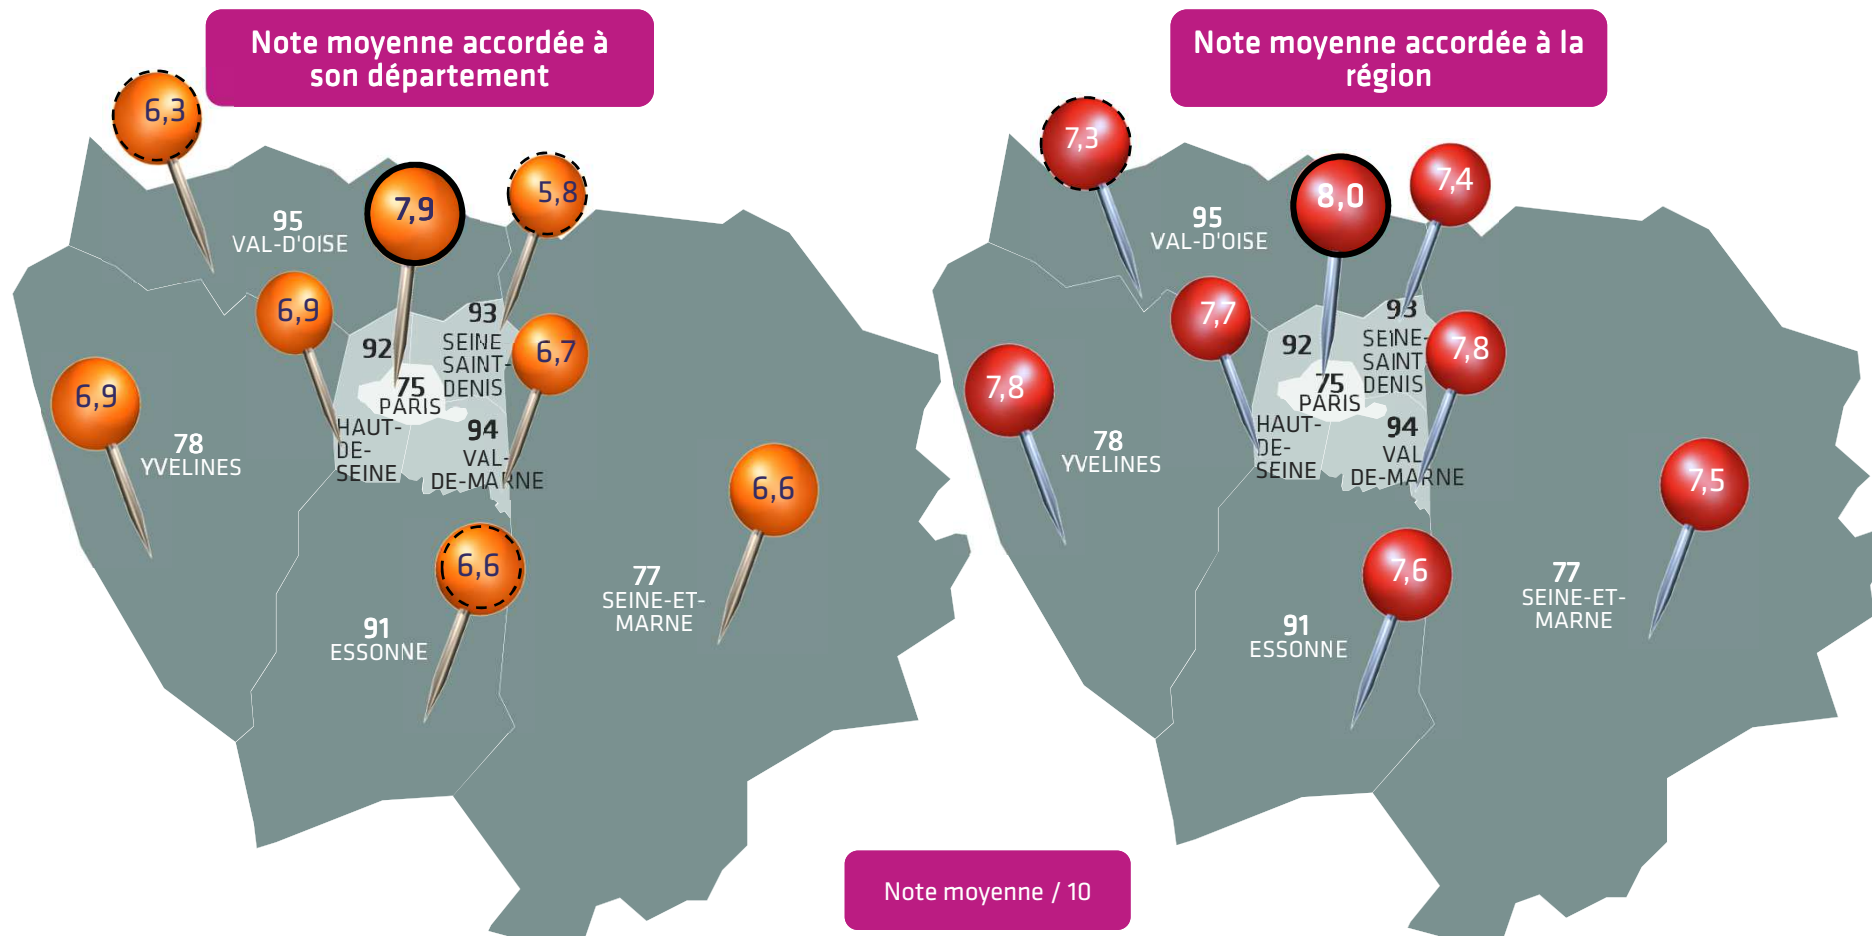 Note moyenne accordée à
son département
6,3
7,9
5,8
95
VAL-D'OISE
6,9
93
SEINE
SAINT-
DENIS
6,7
92
75
PARIS
6,9
HAUT-
DE-
SEINE
94
VAL-
DE-MARNE
78
YVELINES
6,6
6,6
77
SEINE-ET-
MARNE
91
ESSONNE
Note moyenne accordée à la
région
7,3
8,0
7,4
95
VAL-D'OISE
7,7
93
SEINE-
SAINT
DENIS
7,8
92
75
PARIS
7,8
HAUT-
DE-
SEINE
94
VAL
DE-MARNE
78
YVELINES
7,5
7,6
77
SEINE-ET-
MARNE
91
ESSONNE
Note moyenne / 10